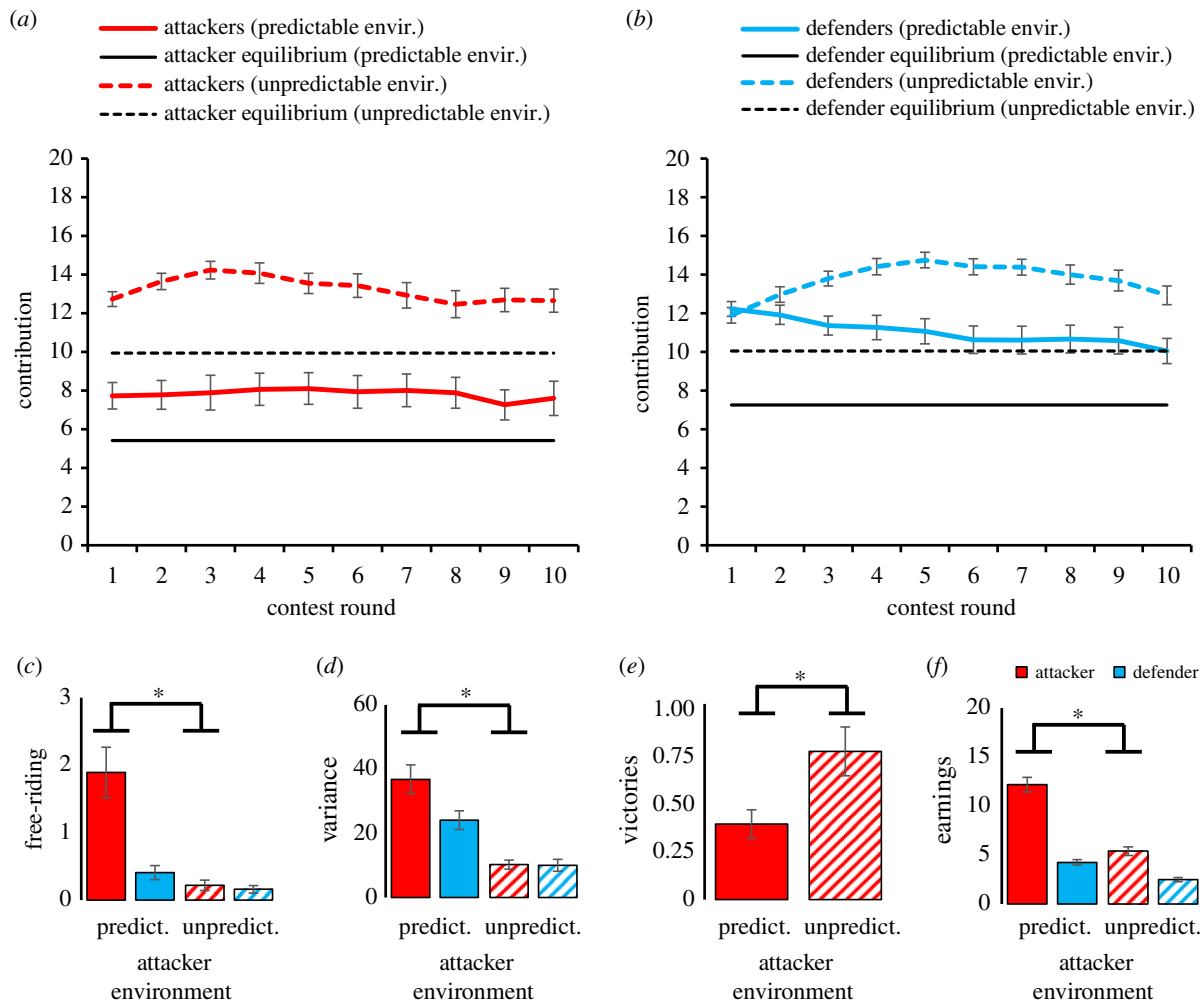 (a)
attackers (predictable envir.)
attacker equilibrium (predictable envir.)
attackers (unpredictable envir.)
attacker equilibrium (unpredictable envir.)
20
18
16
14
12
10
8
6
4
2
0
contribution
1 2 3 4 5 6 7 8 9 10
contest round
(b)
defenders (predictable envir.)
defender equilibrium (predictable envir.)
defenders (unpredictable envir.)
defender equilibrium (unpredictable envir.)
20
18
16
14
12
10
8
6
4
2
0
contribution
1 2 3 4 5 6 7 8 9 10
contest round
(c)
3
2
1
0
free-riding
*
predict. unpredict.
attacker
environment
(d)
60
40
20
0
variance
*
predict. unpredict.
attacker
environment
(e)
1.00
0.75
0.50
0.25
0
victories
*
predict. unpredict.
attacker
environment
(f)
attacker defender
20
15
10
5
0
earnings
*
predict. unpredict.
attacker
environment